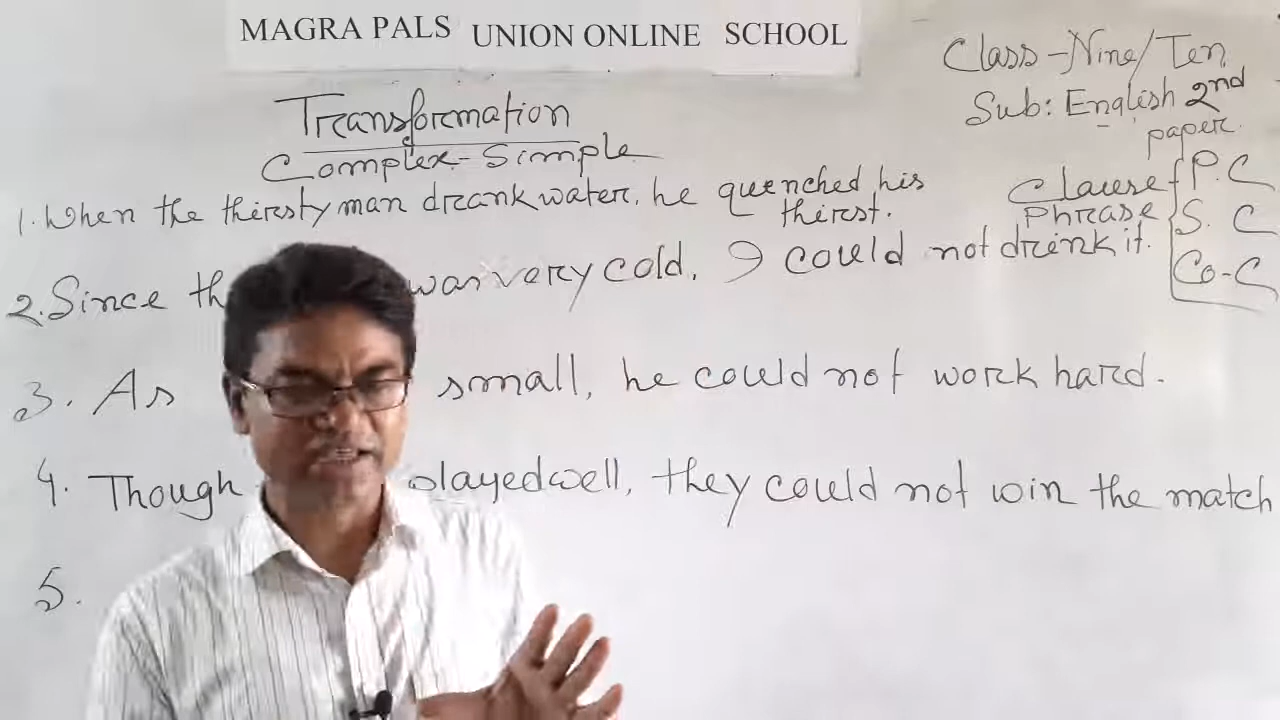 MAGRA PALS UNION ONLINE SCHOOL
Class-Nine/Ten
Sub: English 2nd
paper.
Transformation
Complex-Simple
1. When the thirsty man drank water, he quenched his
thirst.
Clause P.C
Phrase S. C
Co-C
2. Since th was very cold, I could not drink it.
3. As small, he could not work hard.
4. Though played well, they could not win the match
5.